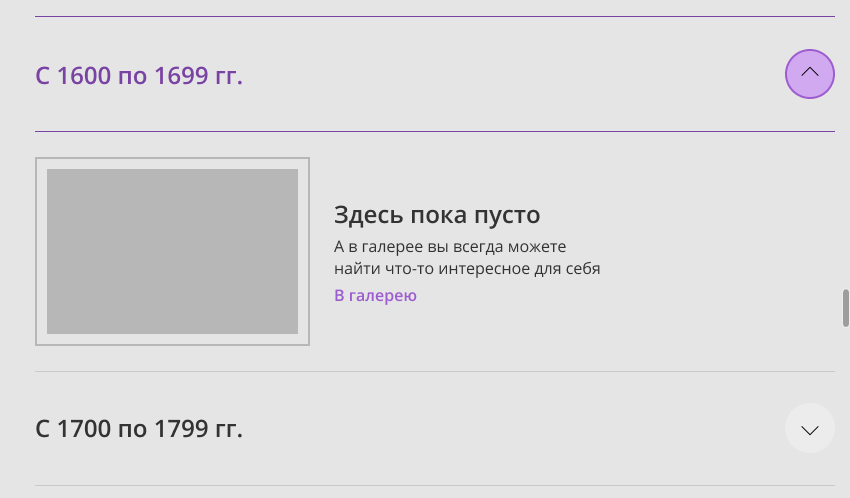 С 1600 по 1699 гг.
Здесь пока пусто
А в галерее вы всегда можете
найти что-то интересное для себя
В галерею
С 1700 по 1799 гг.